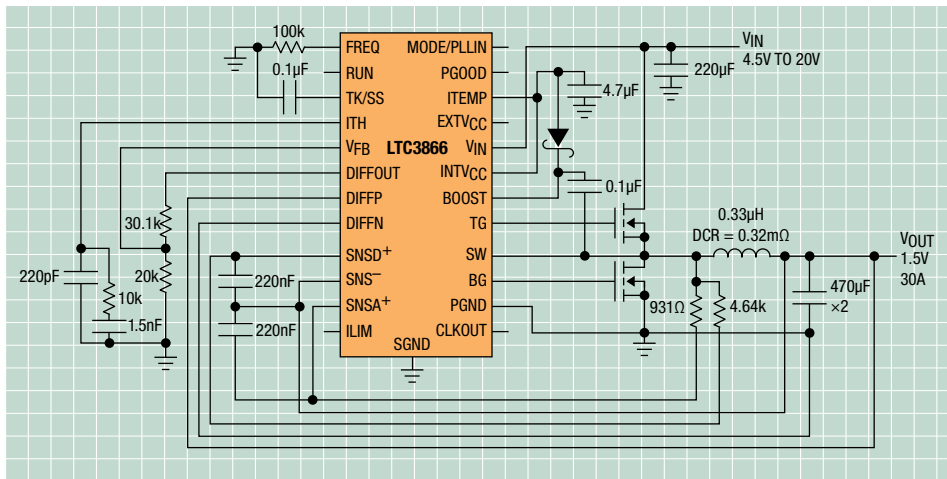 100k
0.1µF
220pF
10k
1.5nF
30.1k
20k
220nF
220nF
FREQ
RUN
TK/SS
ITH
VFB
DIFFOUT
DIFFP
DIFFN
SNSD+
SNS–
SNSA+
ILIM
LTC3866
SGND
MODE/PLLIN
PGOOD
ITEMP
EXTVCC
VIN
INTVCC
BOOST
TG
SW
BG
PGND
CLKOUT
VIN
4.5V TO 20V
220µF
4.7µF
0.1µF
0.33µH
DCR = 0.32mΩ
VOUT
1.5V
30A
470µF
×2
931Ω
4.64k